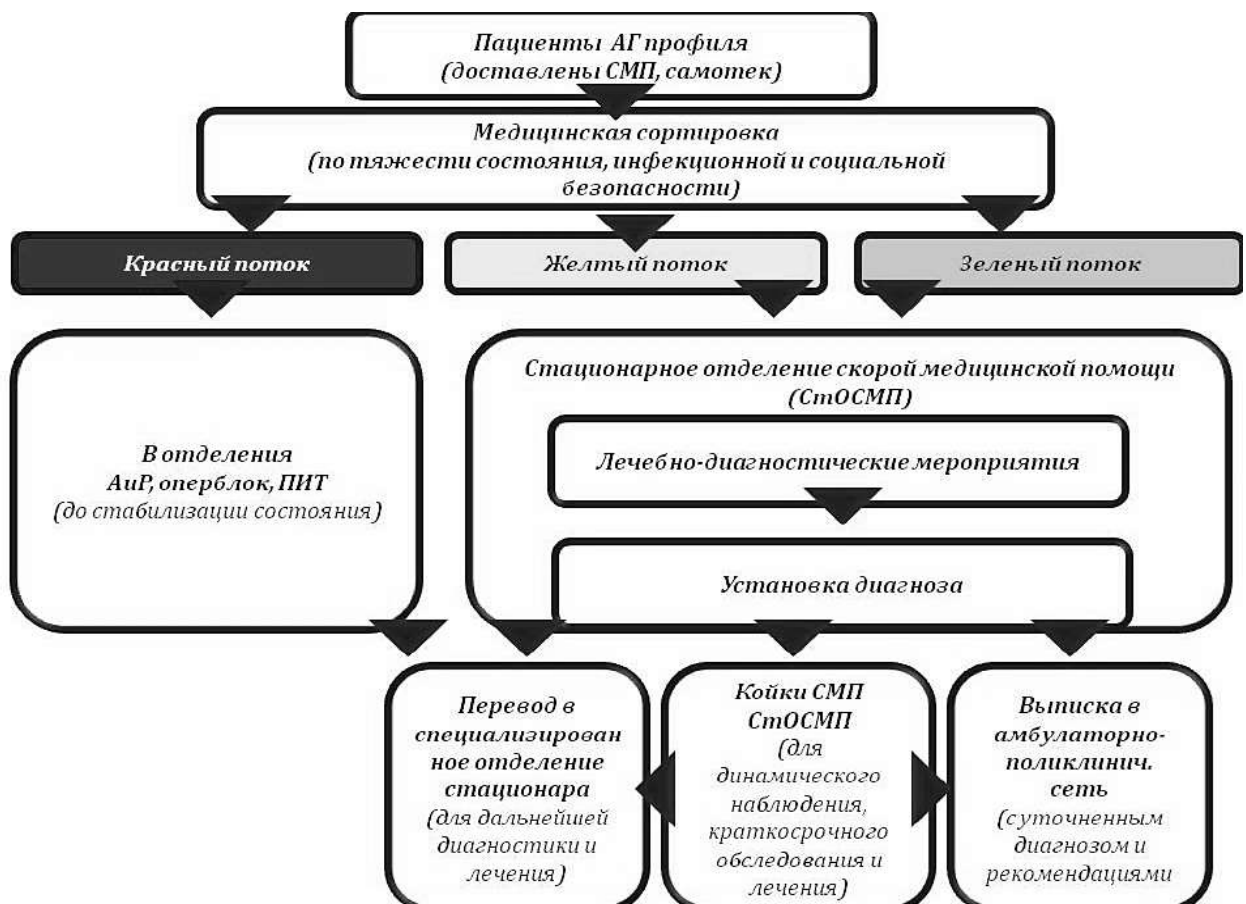 Пациенты АГ профиля
(доставлены СМП, самотек)
Медицинская сортировка
(по тяжести состояния, инфекционной и социальной
безопасности)
Красный поток
Желтый поток
Зеленый поток
В отделения
АиР, оперблок, ПИТ
(до стабилизации состояния)
Стационарное отделение скорой медицинской помощи
(СтОСМП)
Лечебно-диагностические мероприятия
Установка диагноза
Перевод в
специализирован
ное отделение
стационара
(для дальнейшей
диагностики и
лечения)
Койки СМП
СтОСМП
(для
динамического
наблюдения,
краткосрочного
обследования и
лечения)
Выписка в
амбулаторно-
поликлинич.
сеть
(с уточненным
диагнозом и
рекомендациями